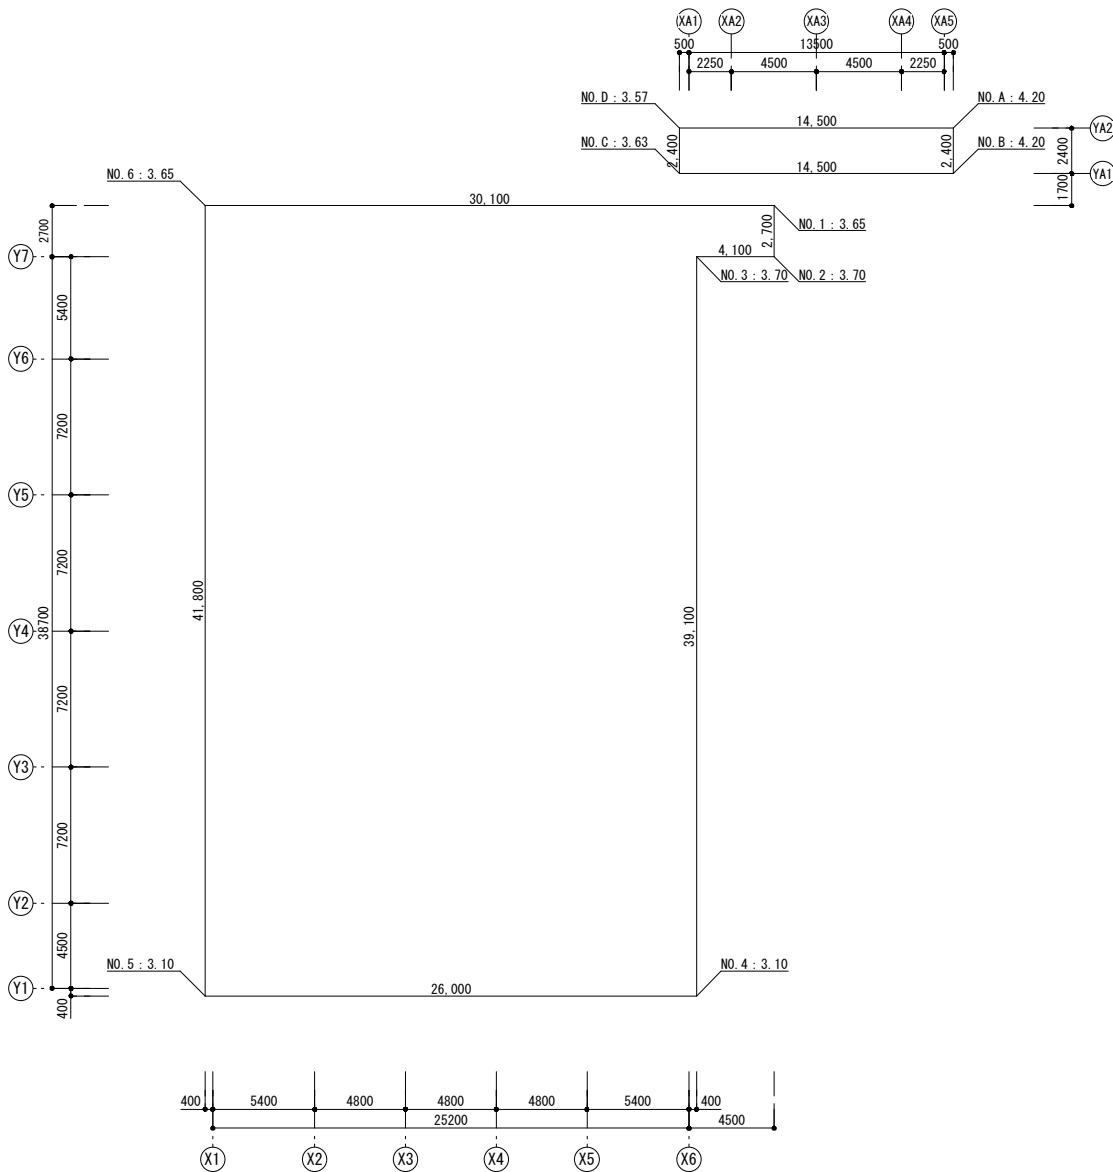 XA1 XA2 XA3 XA4 XA5
500 13500 500
2250 4500 4500 2250
NO.D : 3.57 NO.A : 4.20
14,500
YA2
2,400 2,400 2400
NO.C : 3.63 NO.B : 4.20
14,500
YA1
1700
NO.6 : 3.65
30,100
2700
NO.1 : 3.65
2,700
4,100
Y7
NO.3 : 3.70 NO.2 : 3.70
5400
Y6
7200
Y5
7200
41,800
38700
Y4
39,100
7200
Y3
7200
Y2
4500
NO.5 : 3.10 NO.4 : 3.10
Y1
26,000
400
400 5400 4800 4800 4800 5400 400
25200 4500
X1 X2 X3 X4 X5 X6